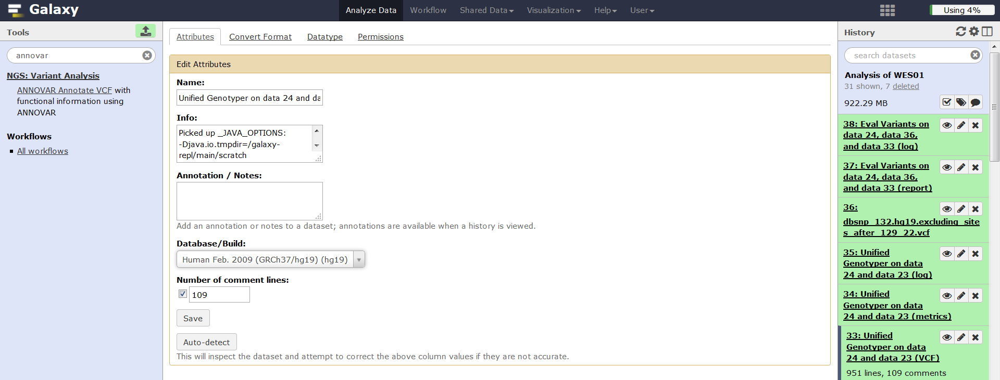 Galaxy
Analyze Data
Workflow
Shared Data
Visualization
Help
User
Using 4%
Tools
annovar
NGS: Variant Analysis
ANNOVAR Annotate VCF with
functional information using
ANNOVAR
Workflows
All workflows
Attributes
Convert Format
Datatype
Permissions
Edit Attributes
Name:
Unified Genotyper on data 24 and da
Info:
Picked up _JAVA_OPTIONS:
-Djava.io.tmpdir=/galaxy-
repl/main/scratch
Annotation / Notes:
Add an annotation or notes to a dataset; annotations are available when a history is viewed.
Database/Build:
Human Feb. 2009 (GRCh37/hg19) (hg19)
Number of comment lines:
109
Save
Auto-detect
This will inspect the dataset and attempt to correct the above column values if they are not accurate.
History
search datasets
Analysis of WES01
31 shown, 7 deleted
922.29 MB
38: Eval Variants on
data 24, data 36,
and data 33 (log)
37: Eval Variants on
data 24, data 36,
and data 33 (report)
36:
dbsnp_132.hg19.excluding_site
s_after_129_22.vcf
35: Unified
Genotyper on data
24 and data 23 (log)
34: Unified
Genotyper on data
24 and data 23 (metrics)
33: Unified
Genotyper on data
24 and data 23 (VCF)
951 lines, 109 comments